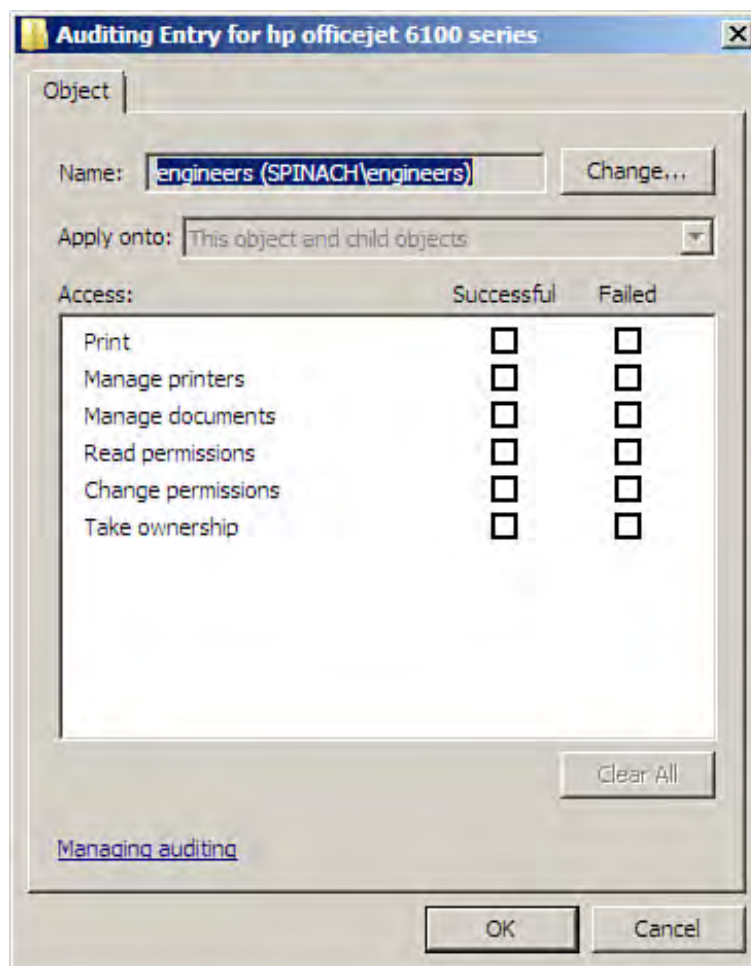 Auditing Entry for hp officejet 6100 series
Object
Name: engineers (SPINACH\engineers) Change...
Apply onto: This object and child objects
Access: Successful Failed
Print
Manage printers
Manage documents
Read permissions
Change permissions
Take ownership
Clear All
Managing auditing
OK Cancel